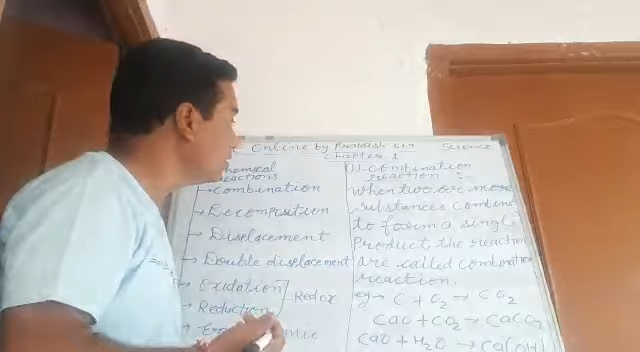 Online by Prakash sir Science
Chapter-1
Chemical
reactions
→ Combination
→ Decomposition
→ Displacement
→ Double displacement
→ Oxidation
→ Reduction
Redox
(1) Combination
reaction :-
When two or more
substances combine
to form a single
Product, the reaction
are called combination
reaction.
eg → C + O₂ → CO₂
CaO + CO₂ → CaCO₃
CaO + H₂O → Ca(OH)